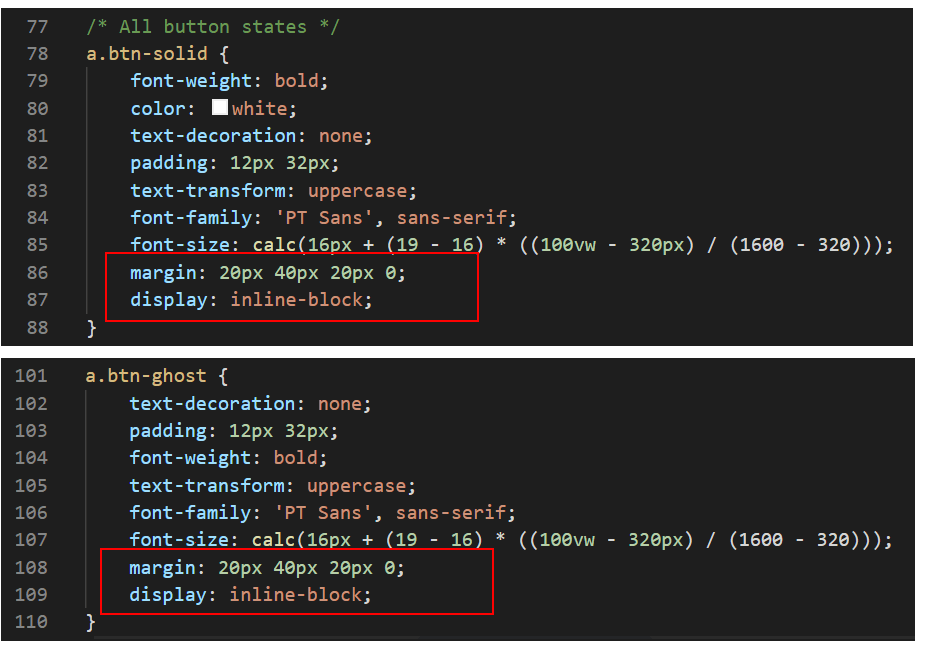 77 /* All button states */
78 a.btn-solid {
79 font-weight: bold;
80 color: white;
81 text-decoration: none;
82 padding: 12px 32px;
83 text-transform: uppercase;
84 font-family: 'PT Sans', sans-serif;
85 font-size: calc(16px + (19 - 16) * ((100vw - 320px) / (1600 - 320)));
86 margin: 20px 40px 20px 0;
87 display: inline-block;
88 }
101 a.btn-ghost {
102 text-decoration: none;
103 padding: 12px 32px;
104 font-weight: bold;
105 text-transform: uppercase;
106 font-family: 'PT Sans', sans-serif;
107 font-size: calc(16px + (19 - 16) * ((100vw - 320px) / (1600 - 320)));
108 margin: 20px 40px 20px 0;
109 display: inline-block;
110 }